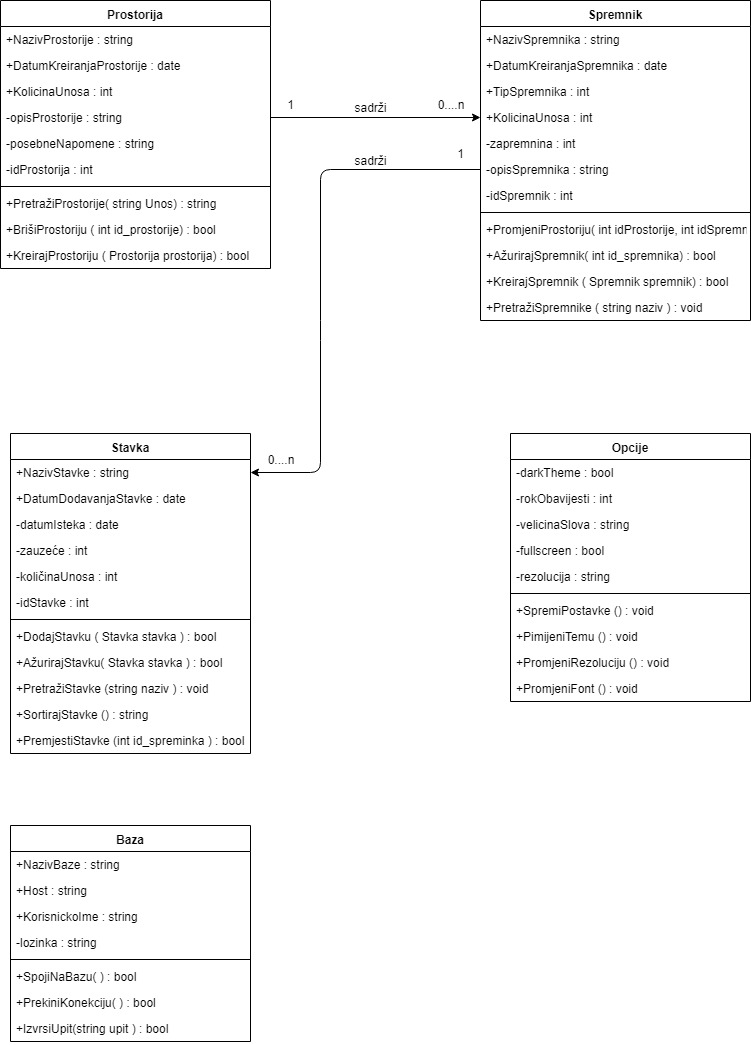 Prostorija
+NazivProstorije : string
+DatumKreiranjaProstorije : date
+KolicinaUnosa : int
-opisProstorije : string
-posebneNapomene : string
-idProstorija : int
+PretražiProstorije( string Unos) : string
+BrišiProstoriju ( int id_prostorije) : bool
+KreirajProstoriju ( Prostorija prostorija) : bool
1
sadrži
0....n
Spremnik
+NazivSpremnika : string
+DatumKreiranjaSpremnika : date
+TipSpremnika : int
+KolicinaUnosa : int
-zapremnina : int
-opisSpremnika : string
-idSpremnik : int
+PromjeniProstoriju( int idProstorije, int idSpremn
+AžurirajSpremnik( int id_spremnika) : bool
+KreirajSpremnik ( Spremnik spremnik) : bool
+PretražiSpremnike ( string naziv ) : void
1
sadrži
0....n
Stavka
+NazivStavke : string
+DatumDodavanjaStavke : date
-datumIsteka : date
-zauzeće : int
-količinaUnosa : int
-idStavke : int
+DodajStavku ( Stavka stavka ) : bool
+AžurirajStavku( Stavka stavka ) : bool
+PretražiStavke (string naziv ) : void
+SortirajStavke () : string
+PremjestiStavke (int id_spreminka ) : bool
Opcije
-darkTheme : bool
-rokObavijesti : int
-velicinaSlova : string
-fullscreen : bool
-rezolucija : string
+SpremiPostavke () : void
+PimijeniTemu () : void
+PromjeniRezoluciju () : void
+PromjeniFont () : void
Baza
+NazivBaze : string
+Host : string
+KorisnickoIme : string
-lozinka : string
+SpojiNaBazu( ) : bool
+PrekiniKonekciju( ) : bool
+IzvrsiUpit(string upit ) : bool